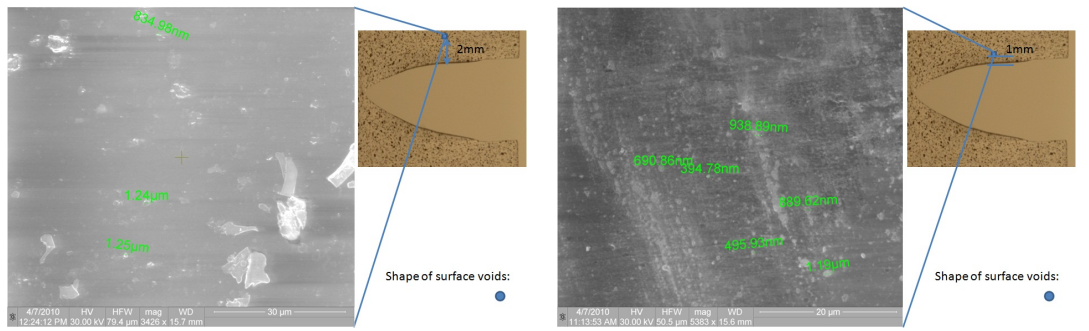 834.98nm
1.24µm
1.25µm
4/7/2010 HV HFW mag WD 30 µm
12:24:12 PM 30.00 kV 79.4 µm 3426 x 15.7 mm
2mm
Shape of surface voids:
938.89nm
690.86nm
394.78nm
889.82nm
495.93nm
1.19µm
4/7/2010 HV HFW mag WD 20 µm
11:13:53 AM 30.00 kV 50.5 µm 5383 x 15.6 mm
1mm
Shape of surface voids: